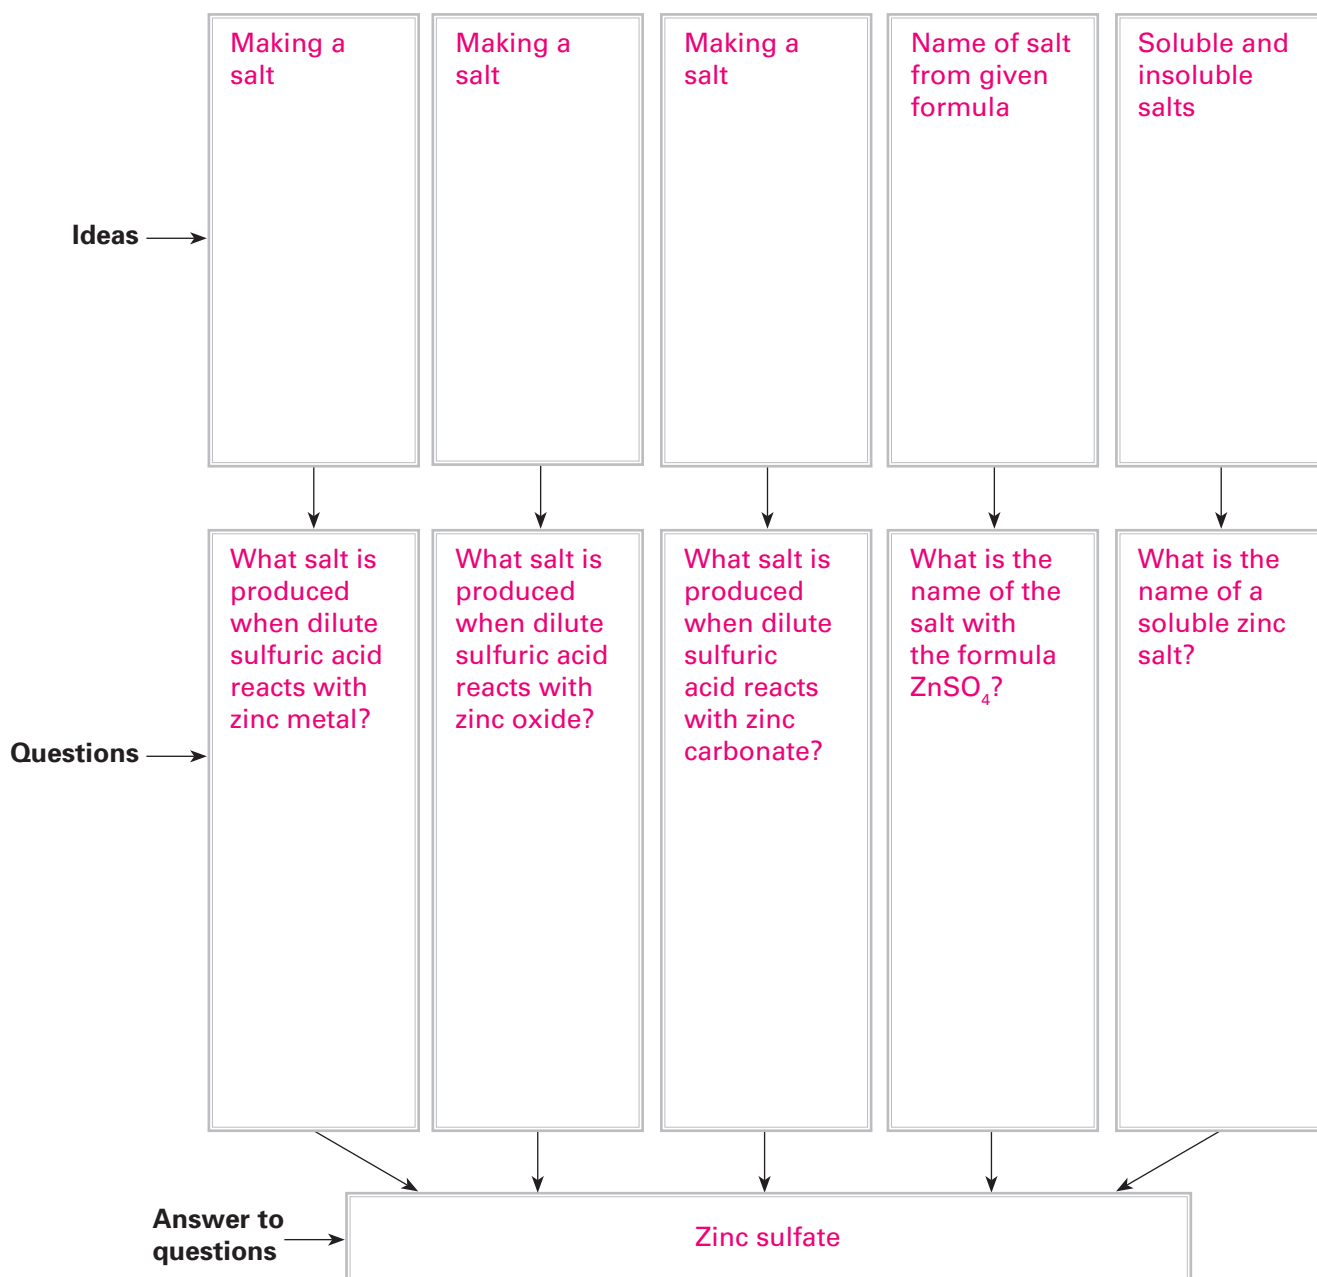 Making a
salt
Making a
salt
Making a
salt
Name of salt
from given
formula
Soluble and
insoluble
salts
Ideas
What salt is
produced
when dilute
sulfuric acid
reacts with
zinc metal?
What salt is
produced
when dilute
sulfuric acid
reacts with
zinc oxide?
What salt is
produced
when dilute
sulfuric
acid reacts
with zinc
carbonate?
What is the
name of the
salt with
the formula
ZnSO₄?
What is the
name of a
soluble zinc
salt?
Questions
Answer to
questions
Zinc sulfate